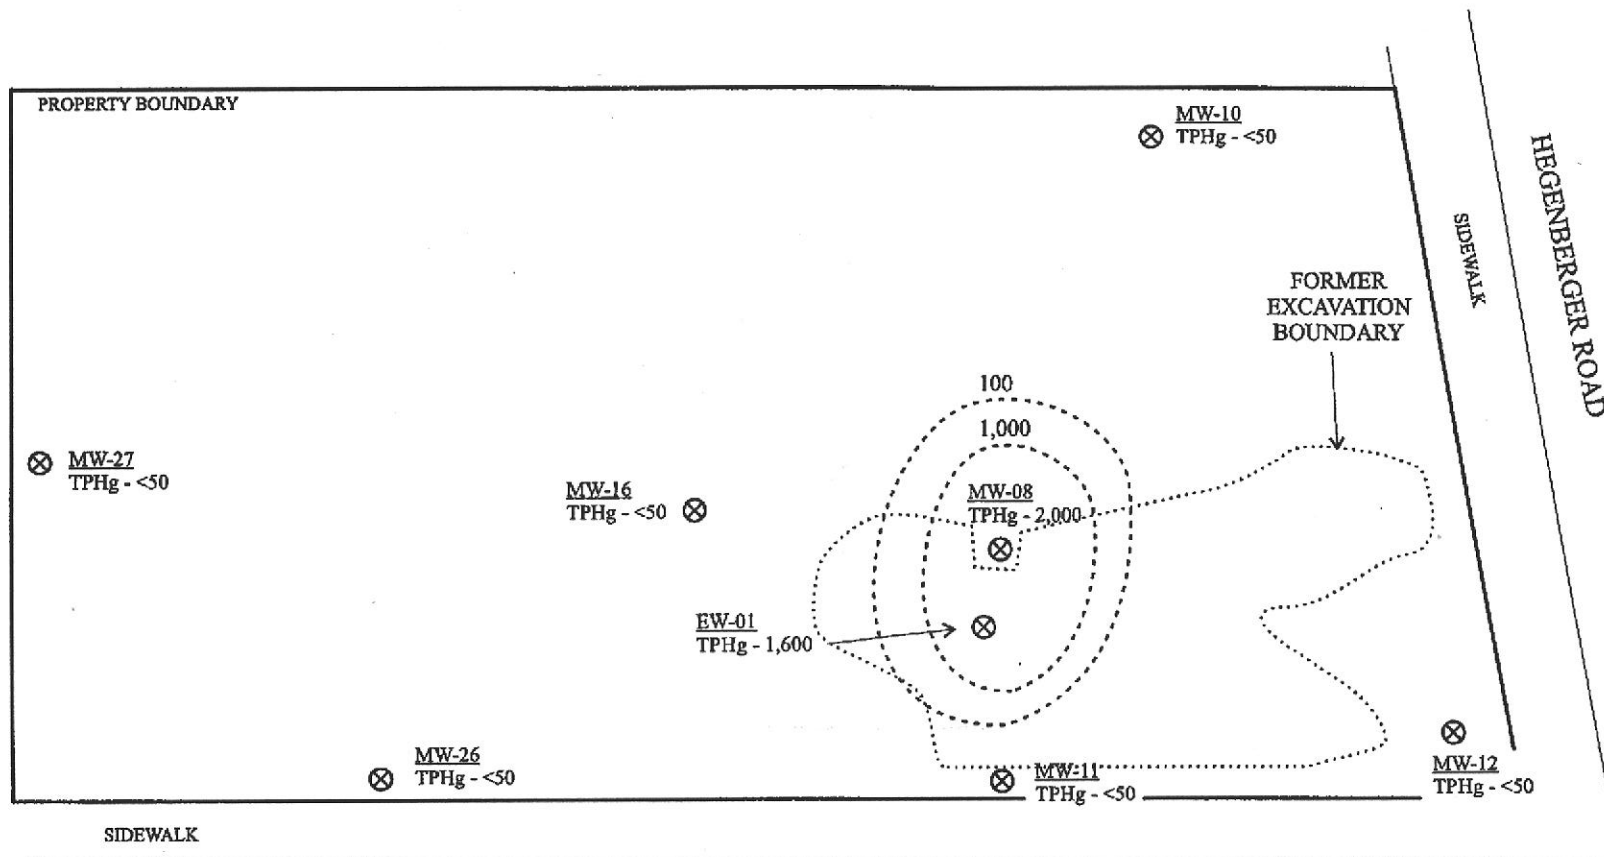 PROPERTY BOUNDARY
MW-10
TPHg - <50
HEGENBERGER ROAD
SIDEWALK
FORMER
EXCAVATION
BOUNDARY
100
1,000
MW-27
TPHg - <50
MW-16
TPHg - <50
MW-08
TPHg - 2,000
EW-01
TPHg - 1,600
MW-26
TPHg - <50
MW-11
TPHg - <50
MW-12
TPHg - <50
SIDEWALK